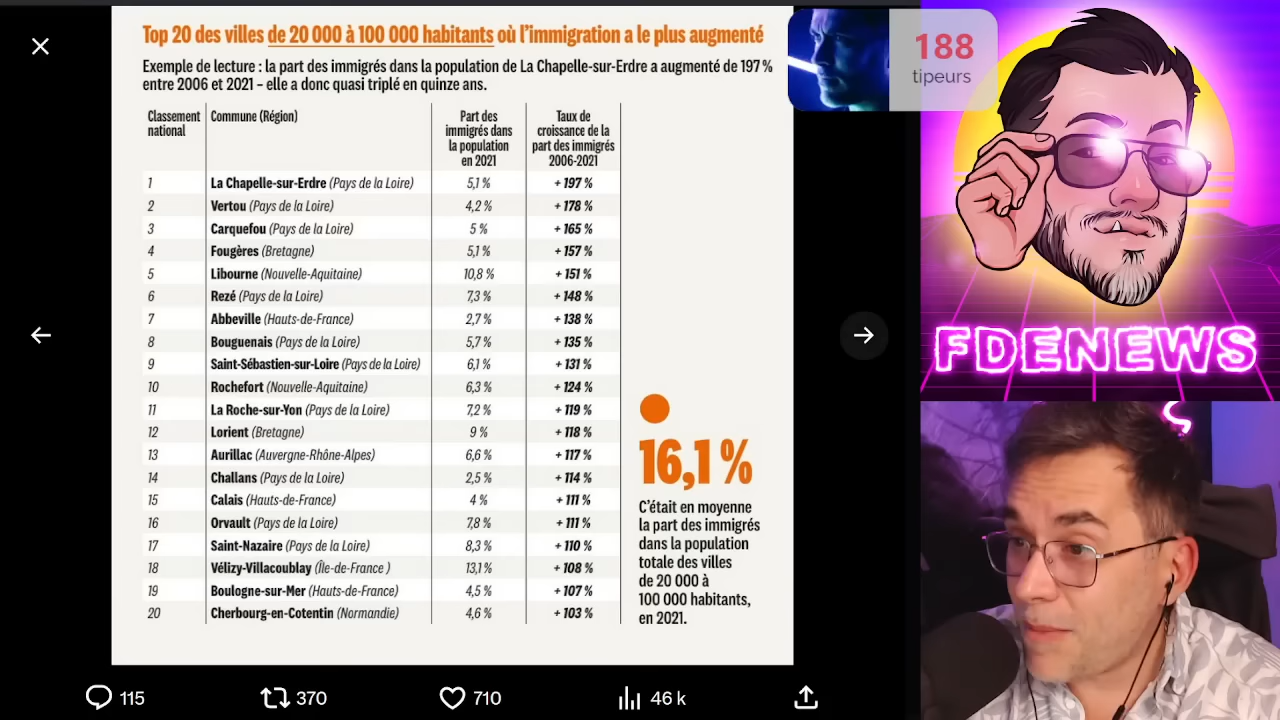 Top 20 des villes de 20 000 à 100 000 habitants où l'immigration a le plus augmenté
Exemple de lecture : la part des immigrés dans la population de La Chapelle-sur-Erdre a augmenté de 197 %
entre 2006 et 2021 – elle a donc quasi triplé en quinze ans.
Classement
national
Commune (Région)
Part des
immigrés dans
la population
en 2021
Taux de
croissance de la
part des immigrés
2006-2021
1 La Chapelle-sur-Erdre (Pays de la Loire) 5,1 % + 197 %
2 Vertou (Pays de la Loire) 4,2 % + 178 %
3 Carquefou (Pays de la Loire) 5 % + 165 %
4 Fougères (Bretagne) 5,1 % + 157 %
5 Libourne (Nouvelle-Aquitaine) 10,8 % + 151 %
6 Rezé (Pays de la Loire) 7,3 % + 148 %
7 Abbeville (Hauts-de-France) 2,7 % + 138 %
8 Bouguenais (Pays de la Loire) 5,7 % + 135 %
9 Saint-Sébastien-sur-Loire (Pays de la Loire) 6,1 % + 131 %
10 Rochefort (Nouvelle-Aquitaine) 6,3 % + 124 %
11 La Roche-sur-Yon (Pays de la Loire) 7,2 % + 119 %
12 Lorient (Bretagne) 9 % + 118 %
13 Aurillac (Auvergne-Rhône-Alpes) 6,6 % + 117 %
14 Challans (Pays de la Loire) 2,5 % + 114 %
15 Calais (Hauts-de-France) 4 % + 111 %
16 Orvault (Pays de la Loire) 7,8 % + 111 %
17 Saint-Nazaire (Pays de la Loire) 8,3 % + 110 %
18 Vélizy-Villacoublay (Île-de-France ) 13,1 % + 108 %
19 Boulogne-sur-Mer (Hauts-de-France) 4,5 % + 107 %
20 Cherbourg-en-Cotentin (Normandie) 4,6 % + 103 %
16,1 %
C'était en moyenne
la part des immigrés
dans la population
totale des villes
de 20 000 à
100 000 habitants,
en 2021.
115 370 710 46 k
188
tipeurs
FDENEWS